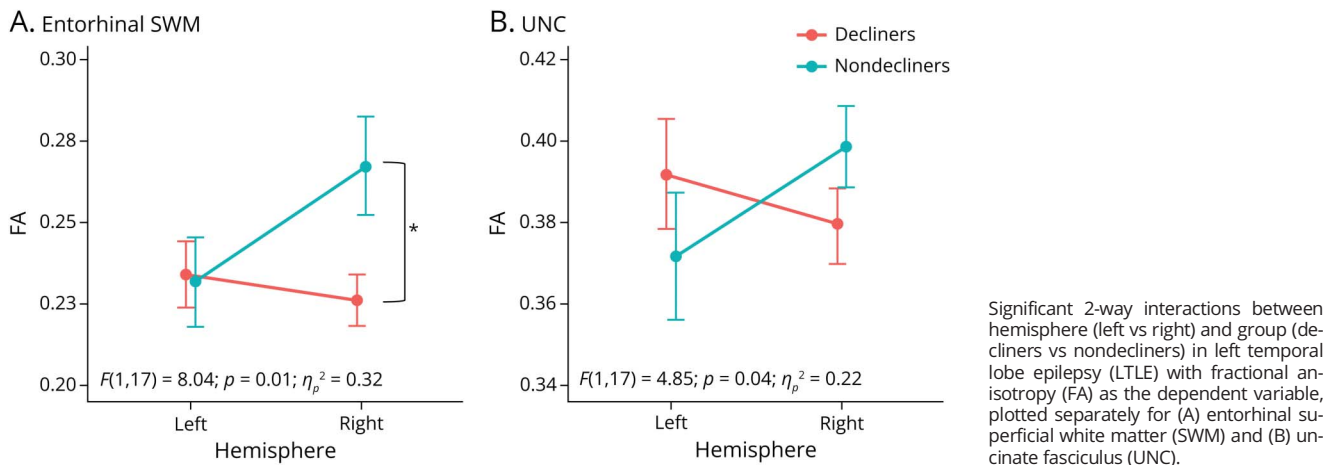 A. Entorhinal SWM
0.30
0.28
0.25
0.23
0.20
FA
*
F(1,17) = 8.04; p = 0.01; ηp² = 0.32
Left
Right
Hemisphere
B. UNC
Decliners
Nondecliners
0.42
0.40
0.38
0.36
0.34
FA
F(1,17) = 4.85; p = 0.04; ηp² = 0.22
Left
Right
Hemisphere
Significant 2-way interactions between
hemisphere (left vs right) and group (de-
cliners vs nondecliners) in left temporal
lobe epilepsy (LTLE) with fractional an-
isotropy (FA) as the dependent variable,
plotted separately for (A) entorhinal su-
perficial white matter (SWM) and (B) un-
cinate fasciculus (UNC).